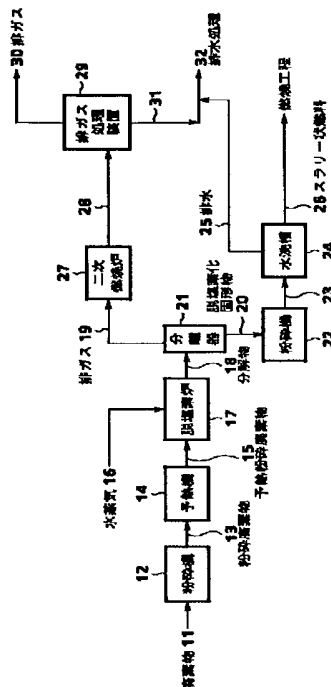 廃棄物 11
12
粉砕機
13
粉砕廃棄物
14
予熱機
15
予熱粉砕廃棄物
水蒸気 16
脱塩素炉
17
18
分解物
排ガス 19
分離器
21
脱塩素化
固形物
20
粉砕機
22
23
水洗槽
24
25 排水
26 スラリー状燃料
燃焼工程
27
二次
燃焼炉
28
29
排ガス
処理
装置
30 排ガス
31
32
排水処理